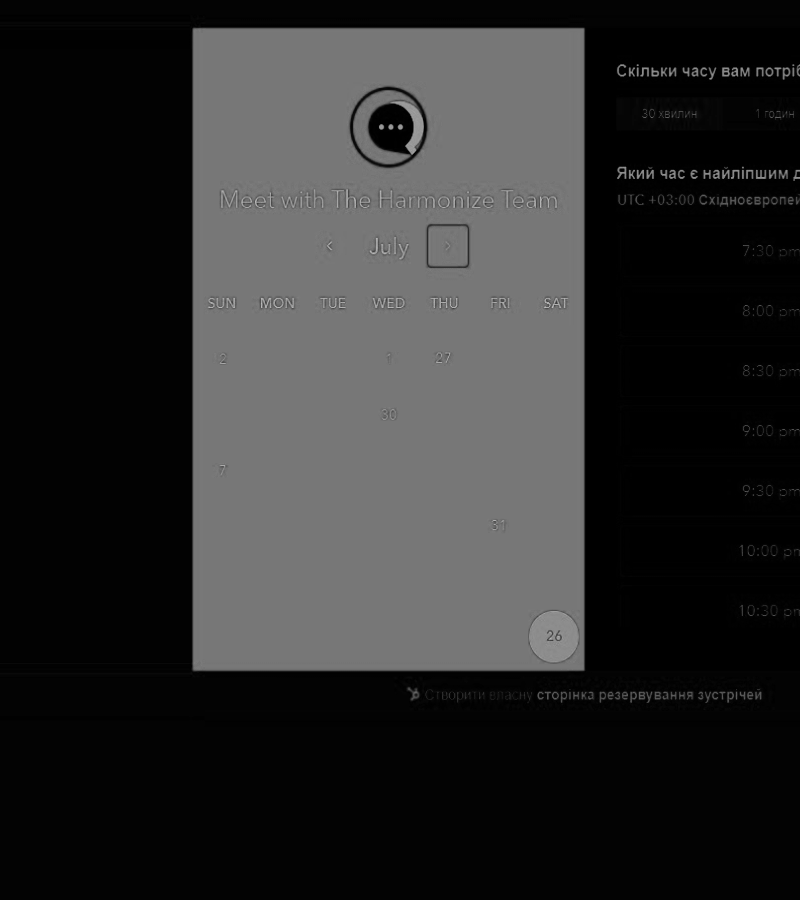 Meet with The Harmonize Team
July
SUN MON TUE WED THU FRI SAT
2 1 27
30
7
31
26
Скільки часу вам потріб
30 хвилин 1 годин
Який час є найліпшим д
UTC +03:00 Східноєвропей
7:30 pm
8:00 pm
8:30 pm
9:00 pm
9:30 pm
10:00 pm
10:30 pm
Створити власну сторінка резервування зустрічей